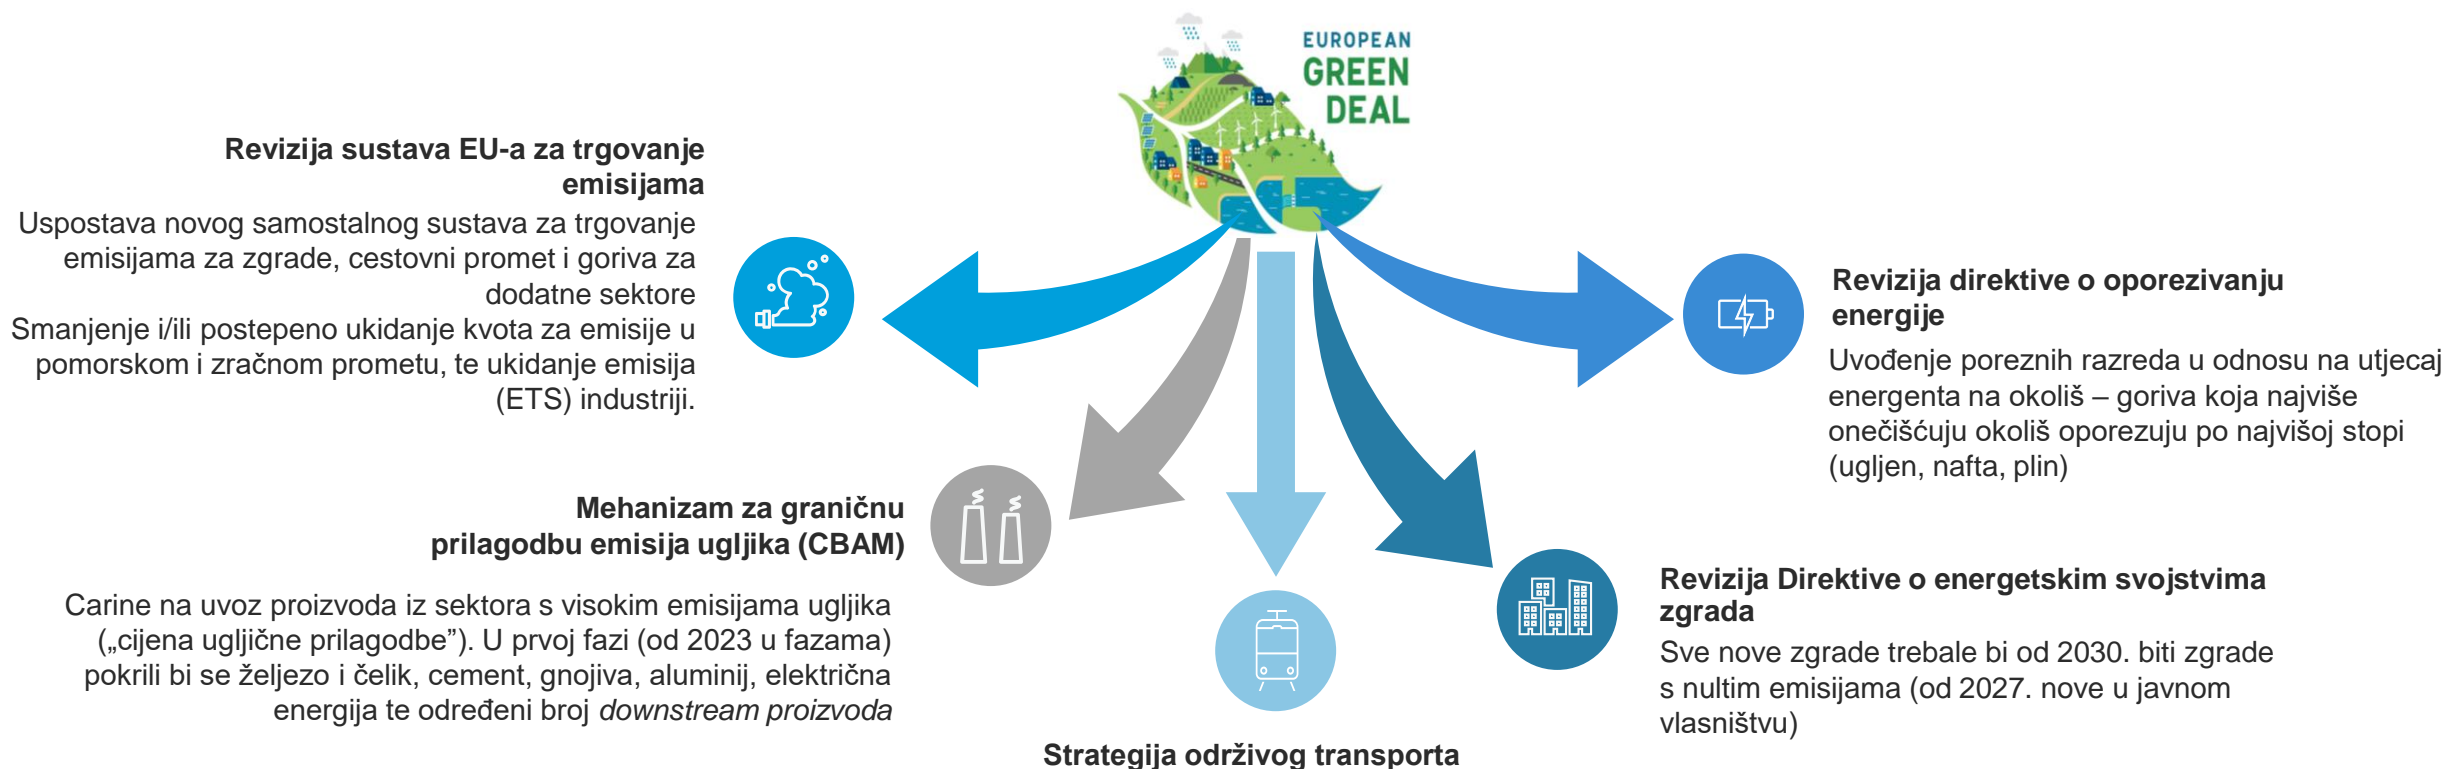 EUROPEAN
GREEN
DEAL
Revizija sustava EU-a za trgovanje
emisijama
Uspostava novog samostalnog sustava za trgovanje
emisijama za zgrade, cestovni promet i goriva za
dodatne sektore
Smanjenje i/ili postepeno ukidanje kvota za emisije u
pomorskom i zračnom prometu, te ukidanje emisija
(ETS) industriji.
Mehanizam za graničnu
prilagodbu emisija ugljika (CBAM)
Carine na uvoz proizvoda iz sektora s visokim emisijama ugljika
(„cijena ugljične prilagodbe”). U prvoj fazi (od 2023 u fazama)
pokrili bi se željezo i čelik, cement, gnojiva, aluminij, električna
energija te određeni broj downstream proizvoda
Strategija održivog transporta
Revizija Direktive o energetskim svojstvima
zgrada
Sve nove zgrade trebale bi od 2030. biti zgrade
s nultim emisijama (od 2027. nove u javnom
vlasništvu)
Revizija direktive o oporezivanju
energije
Uvođenje poreznih razreda u odnosu na utjecaj
energenta na okoliš – goriva koja najviše
onečišćuju okoliš oporezuju po najvišoj stopi
(ugljen, nafta, plin)